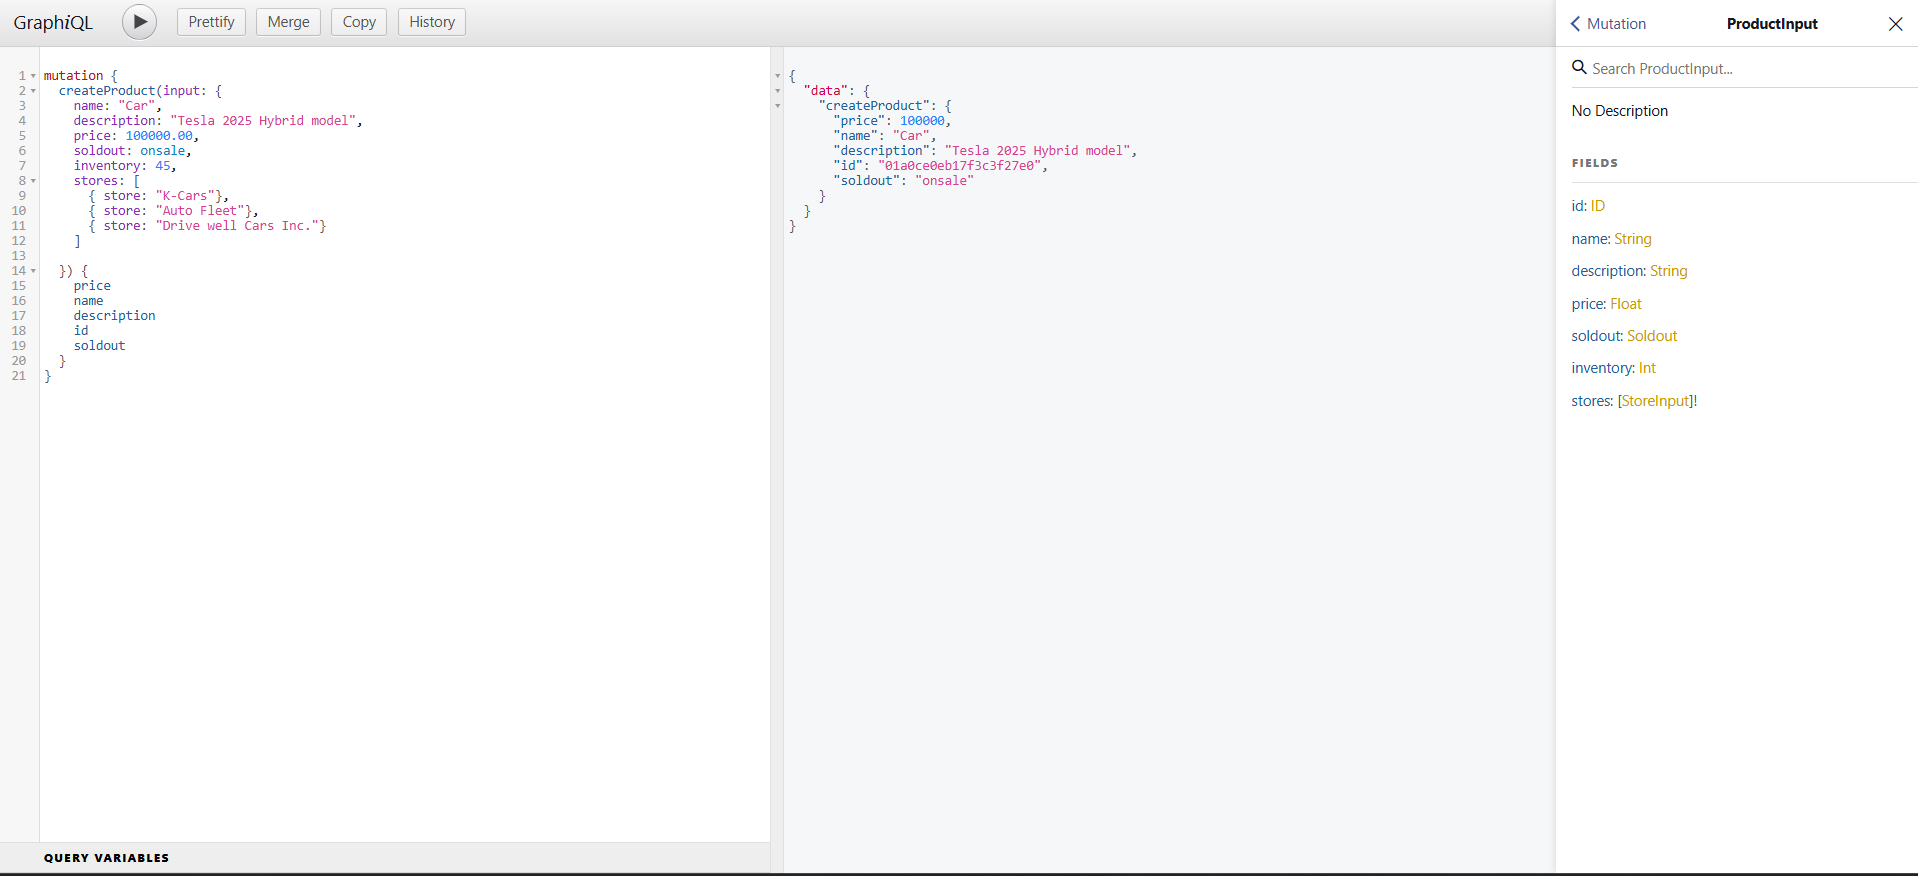 GraphiQL
Prettify
Merge
Copy
History
1 mutation {
2 createProduct(input: {
3 name: "Car",
4 description: "Tesla 2025 Hybrid model",
5 price: 100000.00,
6 soldout: onsale,
7 inventory: 45,
8 stores: [
9 { store: "K-Cars"},
10 { store: "Auto Fleet"},
11 { store: "Drive well Cars Inc."}
12 ]
13
14 }) {
15 price
16 name
17 description
18 id
19 soldout
20 }
21 }
QUERY VARIABLES
{
"data": {
"createProduct": {
"price": 100000,
"name": "Car",
"description": "Tesla 2025 Hybrid model",
"id": "01a0ce0eb17f3c3f27e0",
"soldout": "onsale"
}
}
}
Mutation
ProductInput
Search ProductInput...
No Description
FIELDS
id: ID
name: String
description: String
price: Float
soldout: Soldout
inventory: Int
stores: [StoreInput]!